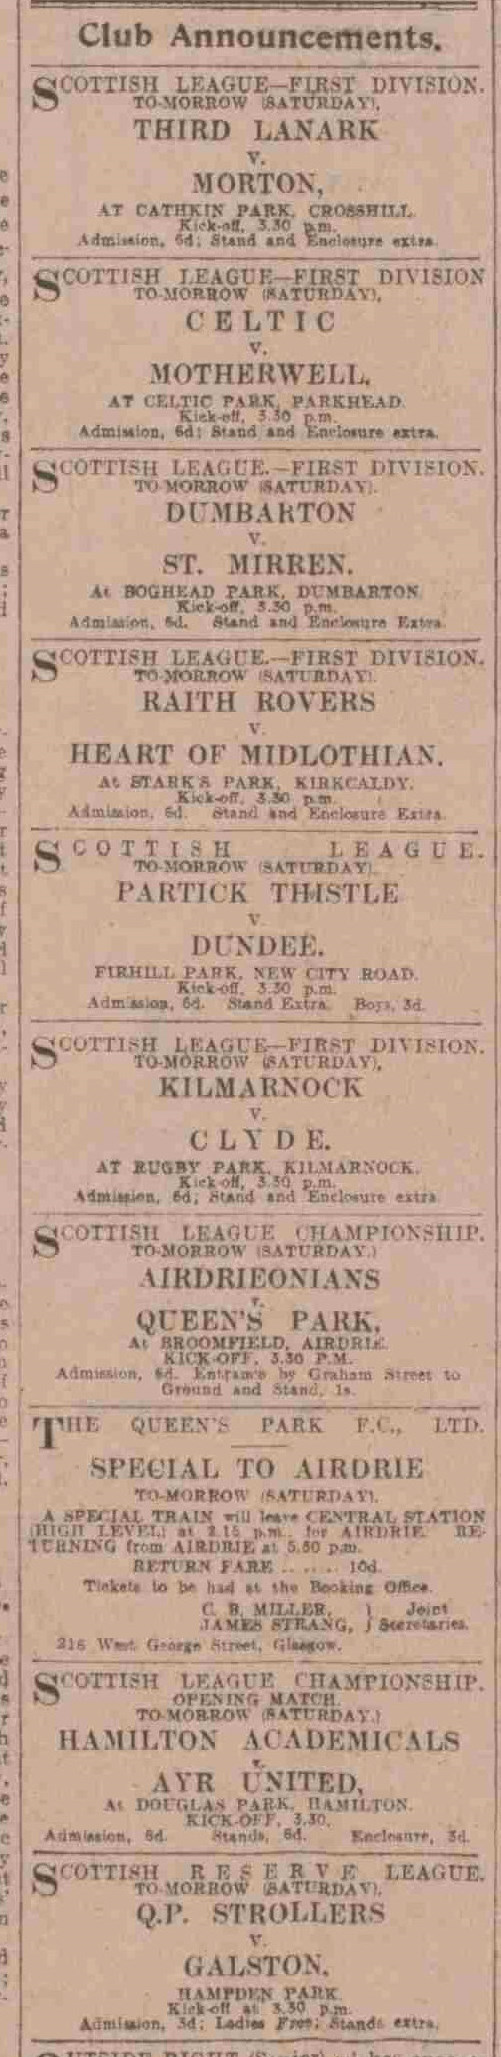 Club Announcements.
SCOTTISH LEAGUE—FIRST DIVISION.
TO-MORROW (SATURDAY),
THIRD LANARK
v.
MORTON,
AT CATHKIN PARK, CROSSHILL.
Kick-off, 3.30 p.m.
Admission, 6d; Stand and Enclosure extra.
SCOTTISH LEAGUE—FIRST DIVISION
TO-MORROW (SATURDAY),
CELTIC
v.
MOTHERWELL,
AT CELTIC PARK, PARKHEAD.
Kick-off, 3.30 p.m.
Admission, 6d; Stand and Enclosure extra.
SCOTTISH LEAGUE.—FIRST DIVISION.
TO-MORROW (SATURDAY).
DUMBARTON
v.
ST. MIRREN.
At BOGHEAD PARK, DUMBARTON.
Kick-off, 3.30 p.m.
Admission, 6d. Stand and Enclosure Extra.
SCOTTISH LEAGUE.—FIRST DIVISION.
TO-MORROW (SATURDAY).
RAITH ROVERS
v.
HEART OF MIDLOTHIAN.
At STARK'S PARK, KIRKCALDY.
Kick-off, 3.30 p.m.
Admission, 6d. Stand and Enclosure Extra.
SCOTTISH LEAGUE.
TO-MORROW (SATURDAY).
PARTICK THISTLE
v.
DUNDEE.
FIRHILL PARK, NEW CITY ROAD.
Kick-off, 3.30 p.m.
Admission, 6d. Stand Extra. Boys, 3d.
SCOTTISH LEAGUE—FIRST DIVISION.
TO-MORROW (SATURDAY),
KILMARNOCK
v.
CLYDE.
AT RUGBY PARK, KILMARNOCK.
Kick-off, 3.30 p.m.
Admission, 6d; Stand and Enclosure extra
SCOTTISH LEAGUE CHAMPIONSHIP.
TO-MORROW (SATURDAY.)
AIRDRIEONIANS
v.
QUEEN'S PARK,
At BROOMFIELD, AIRDRIE.
KICK-OFF, 3.30 P.M.
Admission, 6d. Entrance by Graham Street to
Ground and Stand, 1s.
THE QUEEN'S PARK F.C., LTD.
SPECIAL TO AIRDRIE
TO-MORROW (SATURDAY).
A SPECIAL TRAIN will leave CENTRAL STATION
(HIGH LEVEL) at 2.15 p.m. for AIRDRIE. RE-
TURNING from AIRDRIE at 5.50 p.m.
RETURN FARE ........ 10d.
Tickets to be had at the Booking Office.
C. B. MILLER, } Joint
JAMES STRANG, } Secretaries.
216 West George Street, Glasgow.
SCOTTISH LEAGUE CHAMPIONSHIP.
OPENING MATCH.
TO-MORROW (SATURDAY.)
HAMILTON ACADEMICALS
v.
AYR UNITED,
At DOUGLAS PARK, HAMILTON.
KICK-OFF, 3.30.
Admission, 6d. Stands, 6d. Enclosure, 3d.
SCOTTISH RESERVE LEAGUE.
TO-MORROW (SATURDAY),
Q.P. STROLLERS
v.
GALSTON,
HAMPDEN PARK.
Kick-off at 3.30 p.m.
Admission, 3d; Ladies Free; Stands extra.